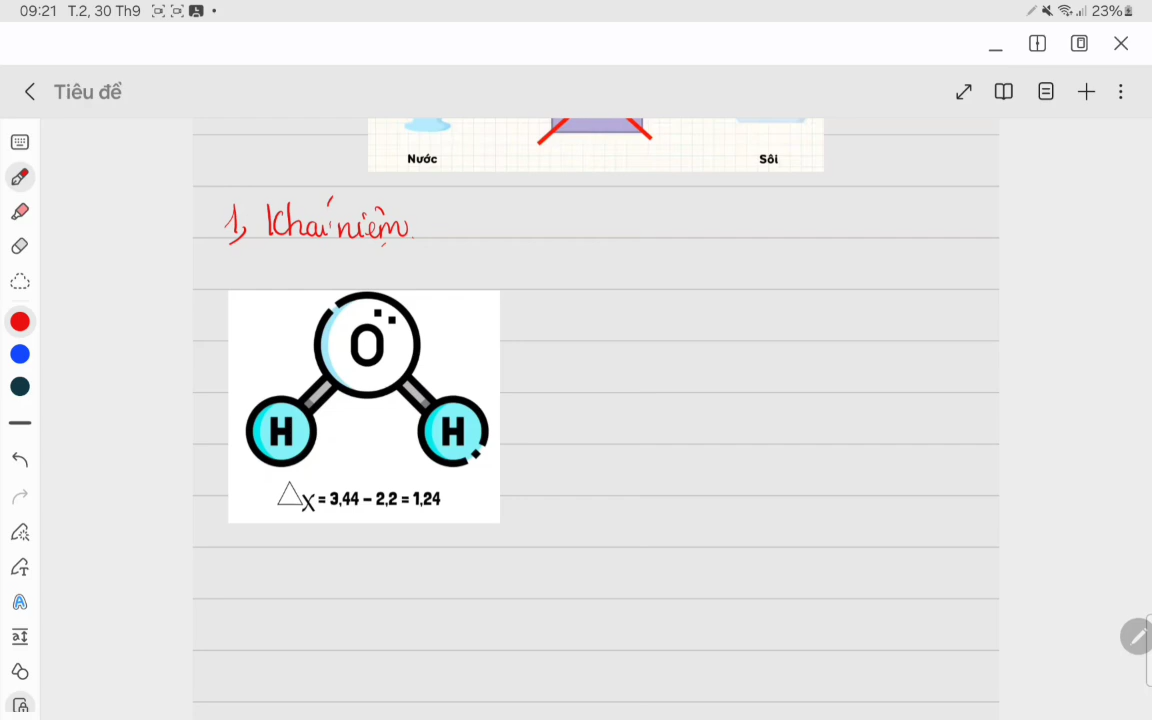 09:21 T.2, 30 Th9
23%
Tiêu đề
Nước
Sôi
1, Khái niệm.
O
H
H
△χ = 3,44 – 2,2 = 1,24